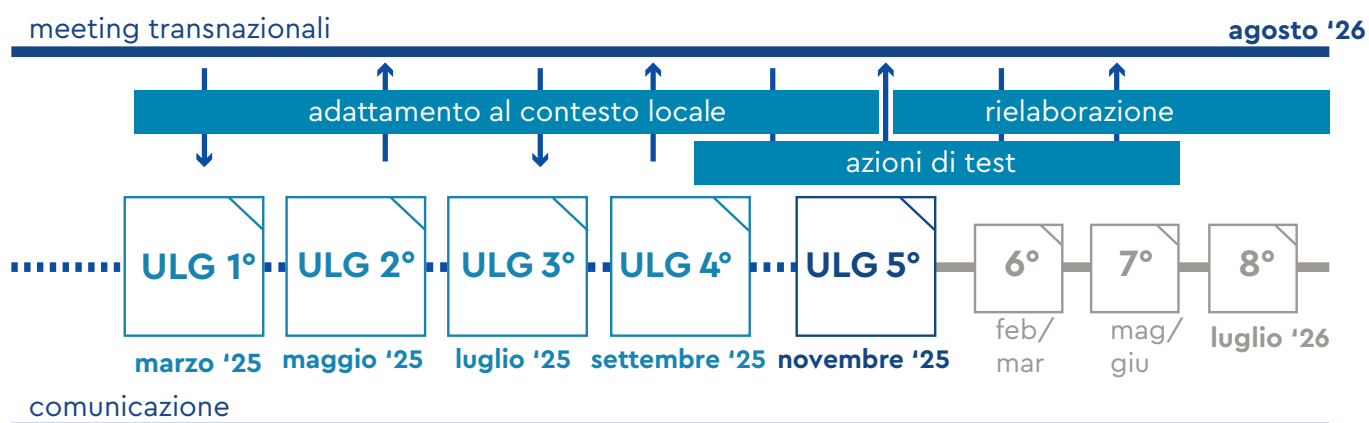 meeting transnazionali
agosto ‘26
adattamento al contesto locale
rielaborazione
azioni di test
ULG 1°
ULG 2°
ULG 3°
ULG 4°
ULG 5°
6°
7°
8°
marzo ‘25
maggio ‘25
luglio ‘25
settembre ‘25
novembre ‘25
feb/
mar
mag/
giu
luglio ‘26
comunicazione